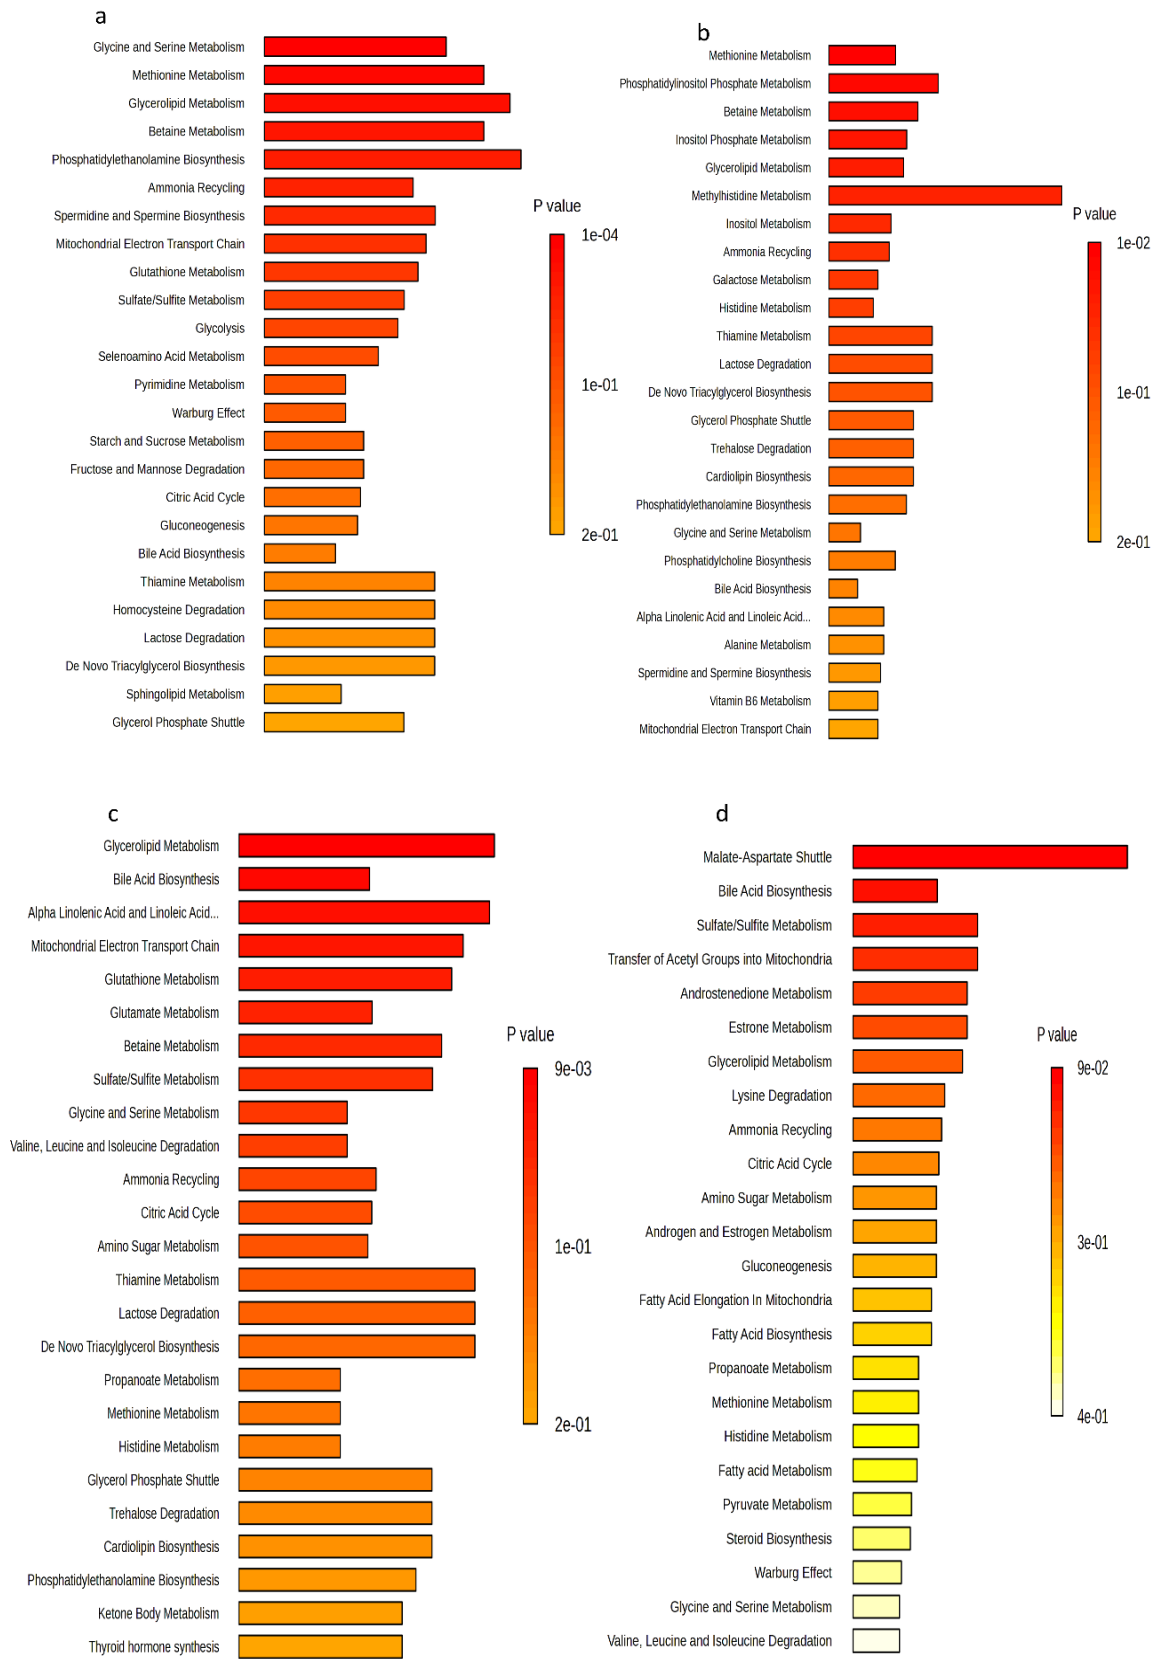 a
Glycine and Serine Metabolism
Methionine Metabolism
Glycerolipid Metabolism
Betaine Metabolism
Phosphatidylethanolamine Biosynthesis
Ammonia Recycling
Spermidine and Spermine Biosynthesis
Mitochondrial Electron Transport Chain
Glutathione Metabolism
Sulfate/Sulfite Metabolism
Glycolysis
Selenoamino Acid Metabolism
Pyrimidine Metabolism
Warburg Effect
Starch and Sucrose Metabolism
Fructose and Mannose Degradation
Citric Acid Cycle
Gluconeogenesis
Bile Acid Biosynthesis
Thiamine Metabolism
Homocysteine Degradation
Lactose Degradation
De Novo Triacylglycerol Biosynthesis
Sphingolipid Metabolism
Glycerol Phosphate Shuttle
P value
1e-04
1e-01
2e-01
b
Methionine Metabolism
Phosphatidylinositol Phosphate Metabolism
Betaine Metabolism
Inositol Phosphate Metabolism
Glycerolipid Metabolism
Methylhistidine Metabolism
Inositol Metabolism
Ammonia Recycling
Galactose Metabolism
Histidine Metabolism
Thiamine Metabolism
Lactose Degradation
De Novo Triacylglycerol Biosynthesis
Glycerol Phosphate Shuttle
Trehalose Degradation
Cardiolipin Biosynthesis
Phosphatidylethanolamine Biosynthesis
Glycine and Serine Metabolism
Phosphatidylcholine Biosynthesis
Bile Acid Biosynthesis
Alpha Linolenic Acid and Linoleic Acid...
Alanine Metabolism
Spermidine and Spermine Biosynthesis
Vitamin B6 Metabolism
Mitochondrial Electron Transport Chain
P value
1e-02
1e-01
2e-01
c
Glycerolipid Metabolism
Bile Acid Biosynthesis
Alpha Linolenic Acid and Linoleic Acid...
Mitochondrial Electron Transport Chain
Glutathione Metabolism
Glutamate Metabolism
Betaine Metabolism
Sulfate/Sulfite Metabolism
Glycine and Serine Metabolism
Valine, Leucine and Isoleucine Degradation
Ammonia Recycling
Citric Acid Cycle
Amino Sugar Metabolism
Thiamine Metabolism
Lactose Degradation
De Novo Triacylglycerol Biosynthesis
Propanoate Metabolism
Methionine Metabolism
Histidine Metabolism
Glycerol Phosphate Shuttle
Trehalose Degradation
Cardiolipin Biosynthesis
Phosphatidylethanolamine Biosynthesis
Ketone Body Metabolism
Thyroid hormone synthesis
P value
9e-03
1e-01
2e-01
d
Malate-Aspartate Shuttle
Bile Acid Biosynthesis
Sulfate/Sulfite Metabolism
Transfer of Acetyl Groups into Mitochondria
Androstenedione Metabolism
Estrone Metabolism
Glycerolipid Metabolism
Lysine Degradation
Ammonia Recycling
Citric Acid Cycle
Amino Sugar Metabolism
Androgen and Estrogen Metabolism
Gluconeogenesis
Fatty Acid Elongation In Mitochondria
Fatty Acid Biosynthesis
Propanoate Metabolism
Methionine Metabolism
Histidine Metabolism
Fatty acid Metabolism
Pyruvate Metabolism
Steroid Biosynthesis
Warburg Effect
Glycine and Serine Metabolism
Valine, Leucine and Isoleucine Degradation
P value
9e-02
3e-01
4e-01